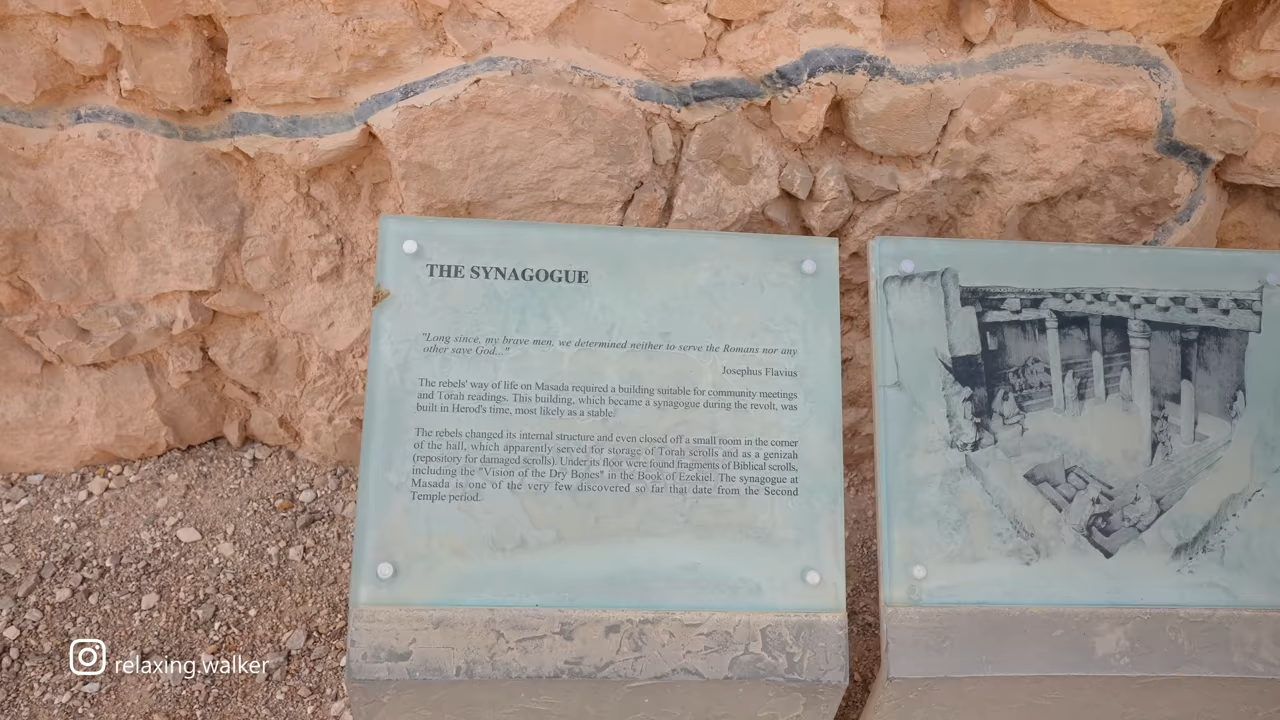 THE SYNAGOGUE
"Long since, my brave men, we determined neither to serve the Romans nor any
other save God..."
Josephus Flavius
The rebels' way of life on Masada required a building suitable for community meetings
and Torah readings. This building, which became a synagogue during the revolt, was
built in Herod's time, most likely as a stable.
The rebels changed its internal structure and even closed off a small room in the corner
of the hall, which apparently served for storage of Torah scrolls and as a genizah
(repository for damaged scrolls). Under its floor were found fragments of Biblical scrolls,
including the "Vision of the Dry Bones" in the Book of Ezekiel. The synagogue at
Masada is one of the very few discovered so far that date from the Second
Temple period.
relaxing.walker